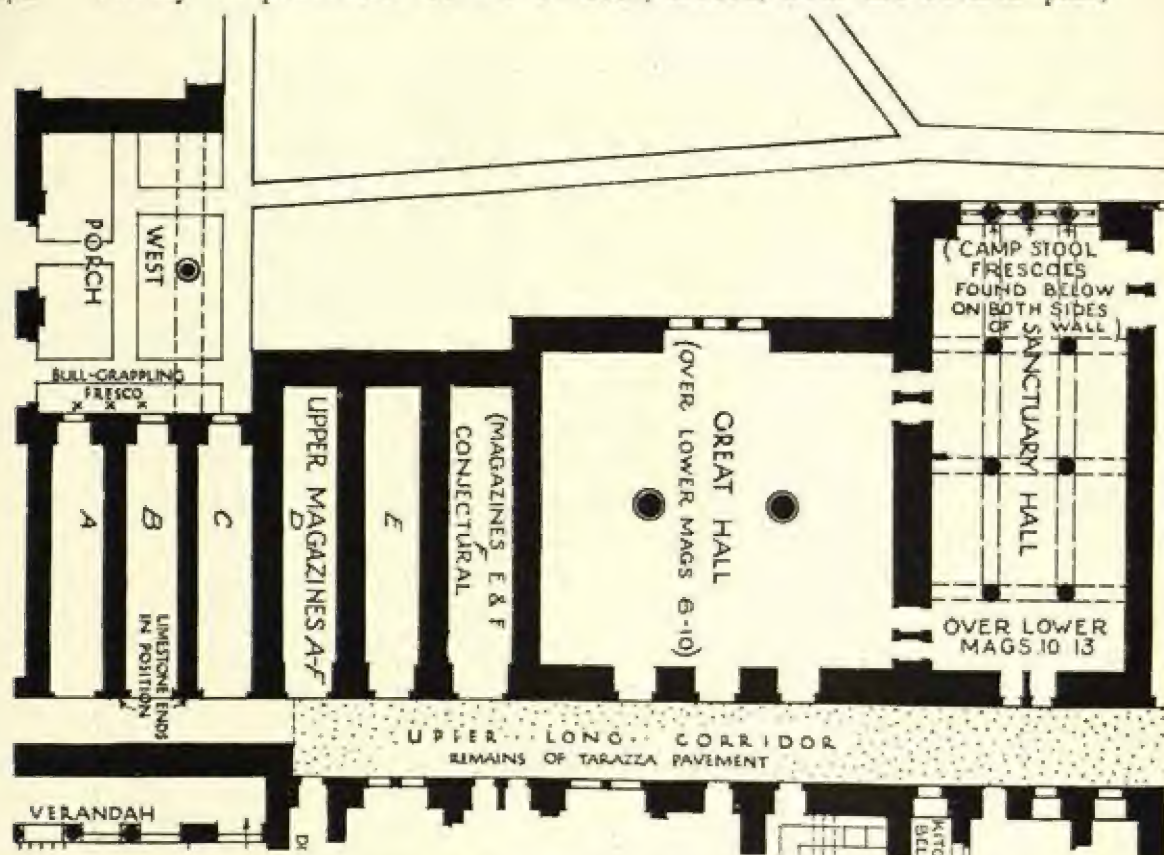 WEST
PORCH
BULL-GRAPPLING
FRESCO
A
B
C
LIMESTONE ENDS
IN POSITION
UPPER MAGAZINES A-F
D
E
(MAGAZINES E & F
F
CONJECTURAL
GREAT HALL
(OVER LOWER MAGS 6-10)
(CAMP STOOL
FRESCOES
FOUND BELOW
ON BOTH SIDES
OF WALL)
SANCTUARY HALL
OVER LOWER
MAGS 10 13
UPPER LONG CORRIDOR
REMAINS OF TARAZZA PAVEMENT
VERANDAH